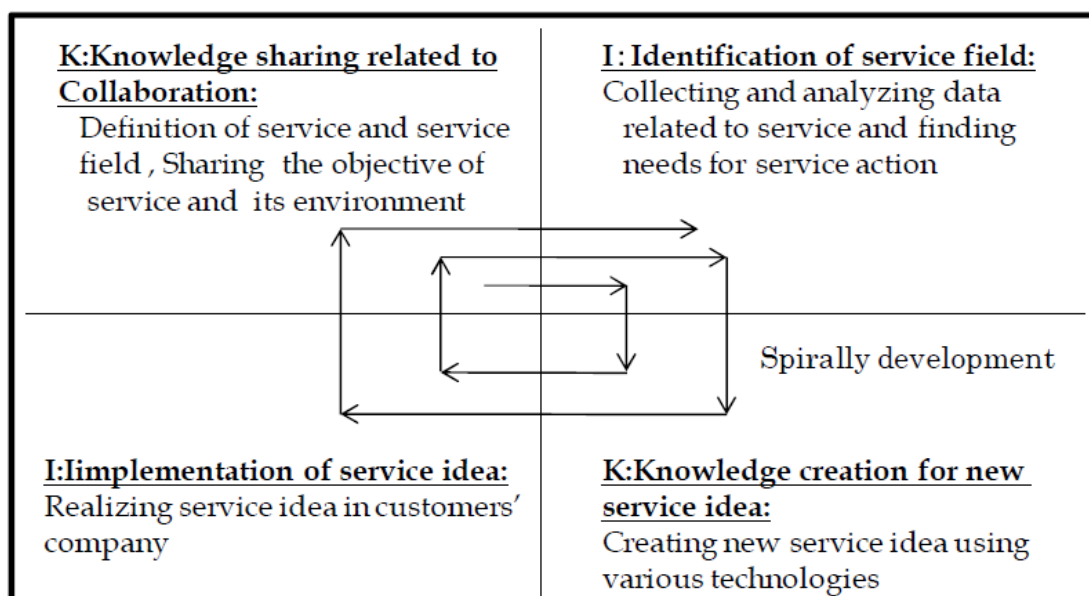 K:Knowledge sharing related to
Collaboration:
Definition of service and service
field , Sharing the objective of
service and its environment
I: Identification of service field:
Collecting and analyzing data
related to service and finding
needs for service action
Spirally development
I:Iimplementation of service idea:
Realizing service idea in customers’
company
K:Knowledge creation for new
service idea:
Creating new service idea using
various technologies